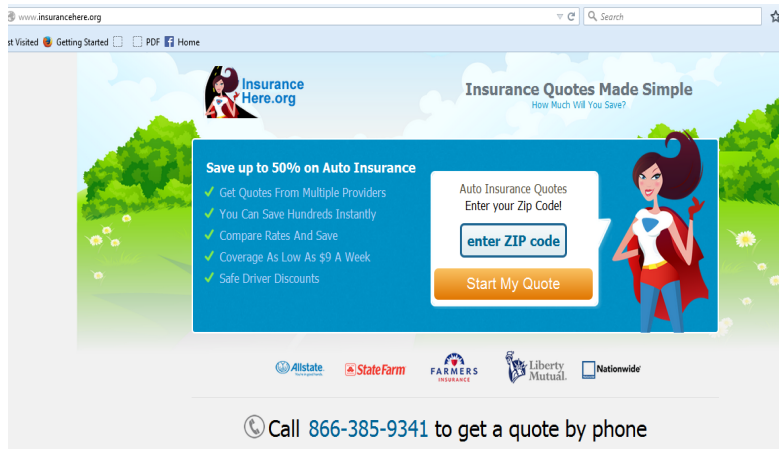 www.insurancehere.org
Search
st Visited Getting Started PDF Home
Insurance
Here.org
Insurance Quotes Made Simple
How Much Will You Save?
Save up to 50% on Auto Insurance
Get Quotes From Multiple Providers
You Can Save Hundreds Instantly
Compare Rates And Save
Coverage As Low As $9 A Week
Safe Driver Discounts
Auto Insurance Quotes
Enter your Zip Code!
enter ZIP code
Start My Quote
Allstate
State Farm
FARMERS
INSURANCE
Liberty
Mutual.
Nationwide
Call 866-385-9341 to get a quote by phone